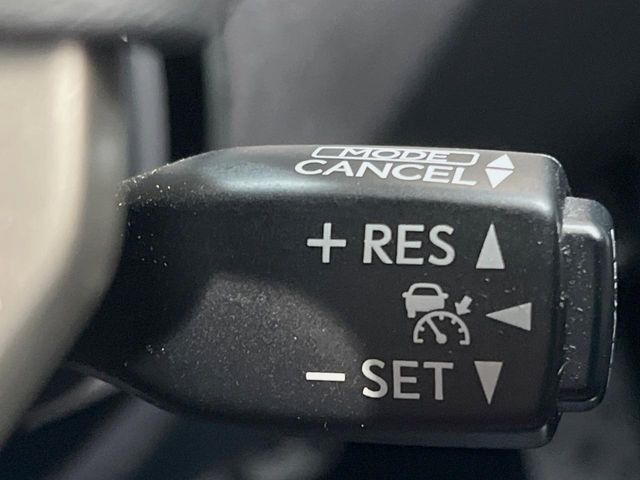 MODE
CANCEL
+ RES
- SET